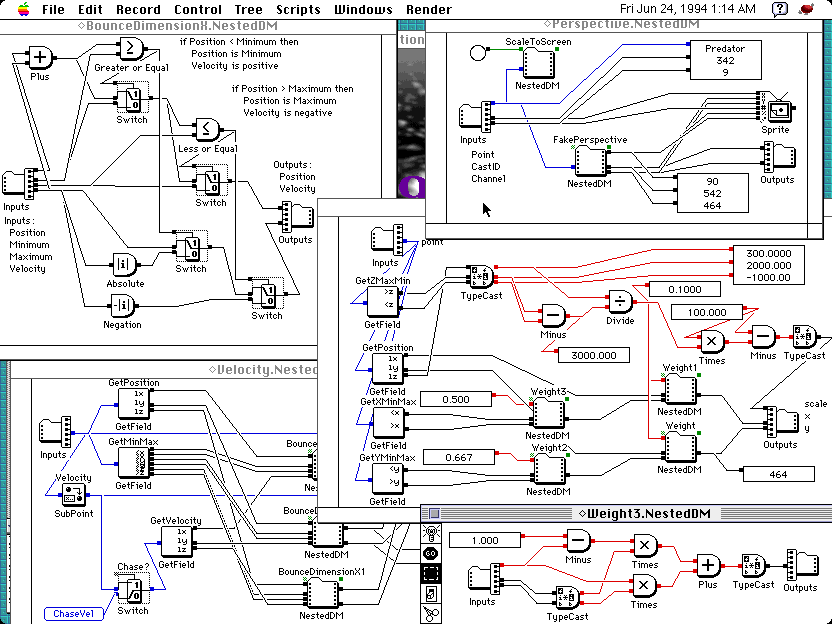 File Edit Record Control Tree Scripts Windows Render Fri Jun 24, 1994 1:14 AM
BounceDimensionX.NestedDM
if Position < Minimum then
Position is Minimum
Velocity is positive
if Position > Maximum then
Position is Maximum
Velocity is negative
Plus
Greater or Equal
Switch
Less or Equal
Switch
Inputs
Inputs :
Position
Minimum
Maximum
Velocity
Outputs :
Position
Velocity
Outputs
Switch
Absolute
Switch
Negation
tion
Perspective.NestedDM
ScaleToScreen
NestedDM
Predator
342
9
Inputs
Point
CastID
Channel
FakePerspective
NestedDM
Sprite
Outputs
90
542
464
point
Inputs
GetZMaxMin
>z
<z
GetField
TypeCast
300.0000
2000.000
-1000.00
0.1000
Minus
Divide
3000.000
100.000
Times
Minus
TypeCast
GetPosition
1x
1y
1z
GetField
GetXMinMax
<x
>x
GetField
0.500
Weight3
NestedDM
Weight1
NestedDM
scale
x
y
Outputs
GetYMinMax
<y
>y
GetField
0.667
Weight2
NestedDM
Weight
NestedDM
464
Velocity.Nestec
GetPosition
1x
1y
1z
GetField
Inputs
GetMinMax
GetField
Velocity
SubPoint
GetVelocity
1x
1y
1z
GetField
Chase?
Switch
ChaseVel
Bounce
Nes
Bounce
NestedDM
BounceDimensionX1
NestedDM
Weight3.NestedDM
GO
1.000
Minus
Times
Plus
TypeCast
Outputs
Inputs
TypeCast
Times